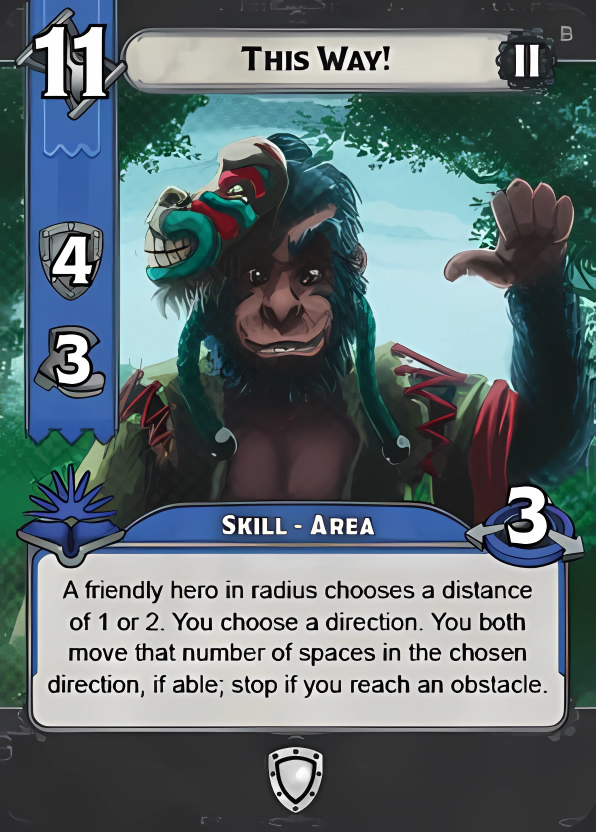 11
This Way!
II
B
4
3
Skill - Area
3
A friendly hero in radius chooses a distance
of 1 or 2. You choose a direction. You both
move that number of spaces in the chosen
direction, if able; stop if you reach an obstacle.